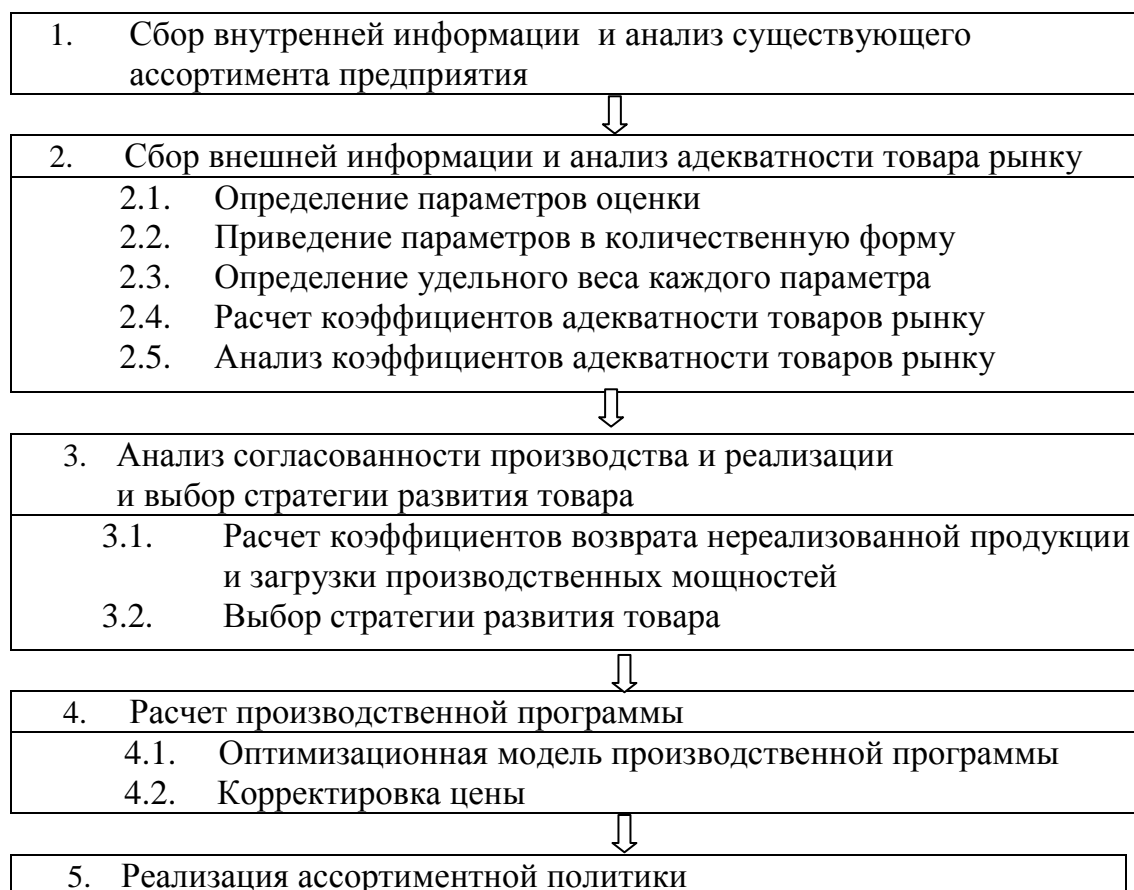 1. Сбор внутренней информации и анализ существующего
ассортимента предприятия
2. Сбор внешней информации и анализ адекватности товара рынку
2.1. Определение параметров оценки
2.2. Приведение параметров в количественную форму
2.3. Определение удельного веса каждого параметра
2.4. Расчет коэффициентов адекватности товаров рынку
2.5. Анализ коэффициентов адекватности товаров рынку
3. Анализ согласованности производства и реализации
и выбор стратегии развития товара
3.1. Расчет коэффициентов возврата нереализованной продукции
и загрузки производственных мощностей
3.2. Выбор стратегии развития товара
4. Расчет производственной программы
4.1. Оптимизационная модель производственной программы
4.2. Корректировка цены
5. Реализация ассортиментной политики